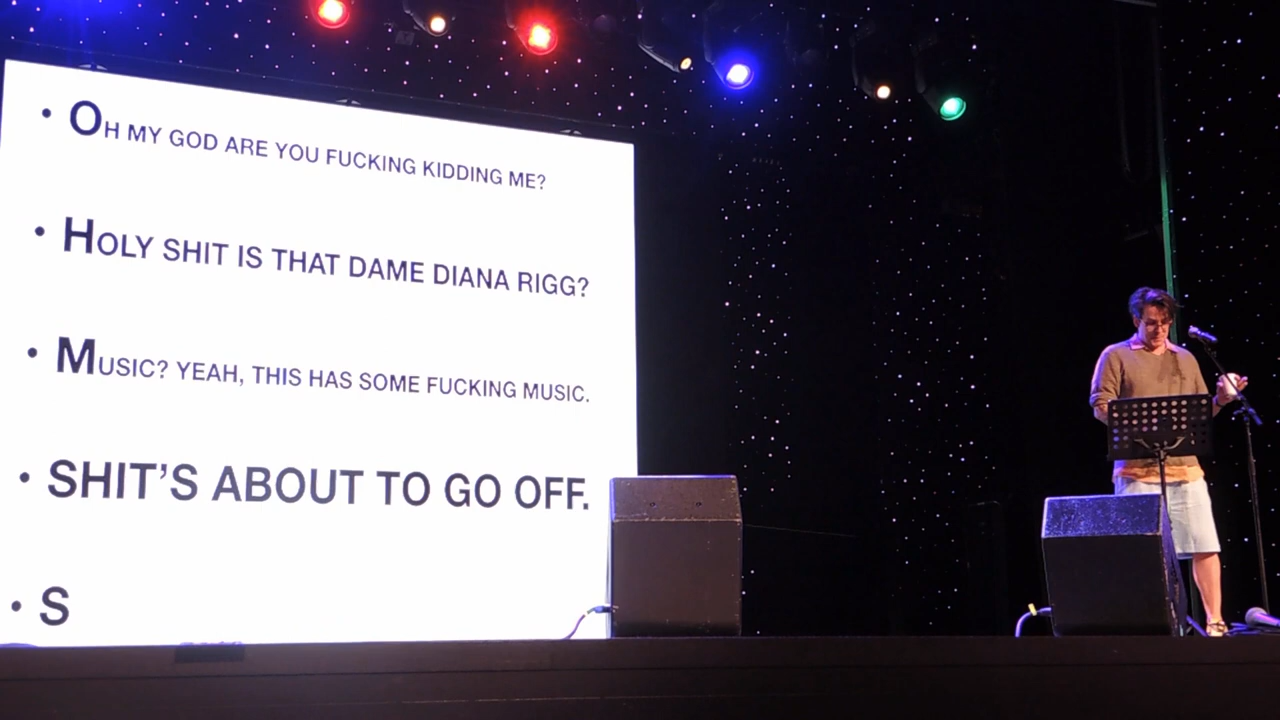 • OH MY GOD ARE YOU FUCKING KIDDING ME?
• HOLY SHIT IS THAT DAME DIANA RIGG?
• MUSIC? YEAH, THIS HAS SOME FUCKING MUSIC.
• SHIT’S ABOUT TO GO OFF.
• S